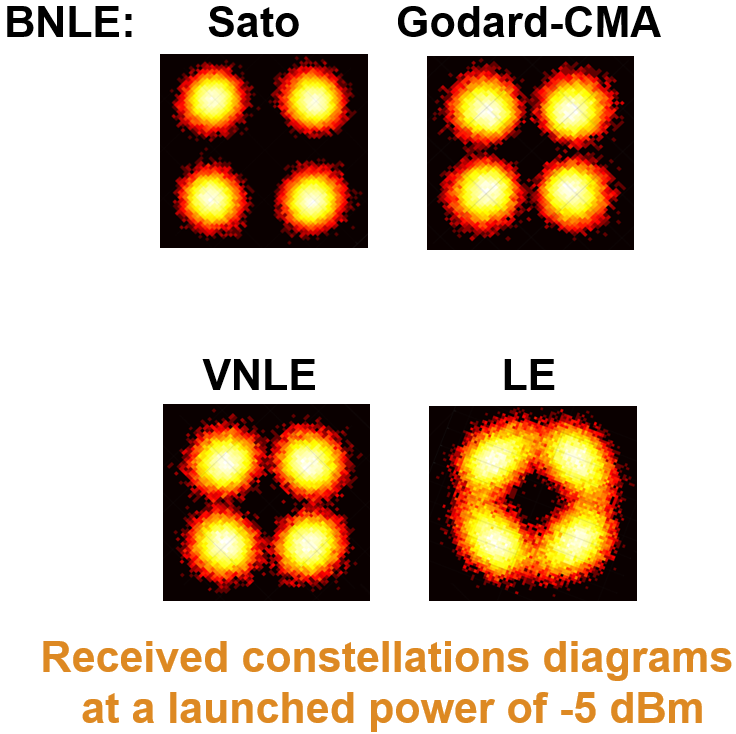 BNLE: Sato Godard-CMA
VNLE LE
Received constellations diagrams
at a launched power of -5 dBm